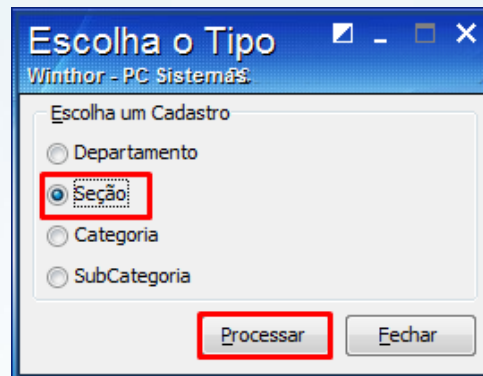 Escolha o Tipo
Winthor - PC Sistemas.
Escolha um Cadastro
Departamento
Seção
Categoria
SubCategoria
Processar Fechar